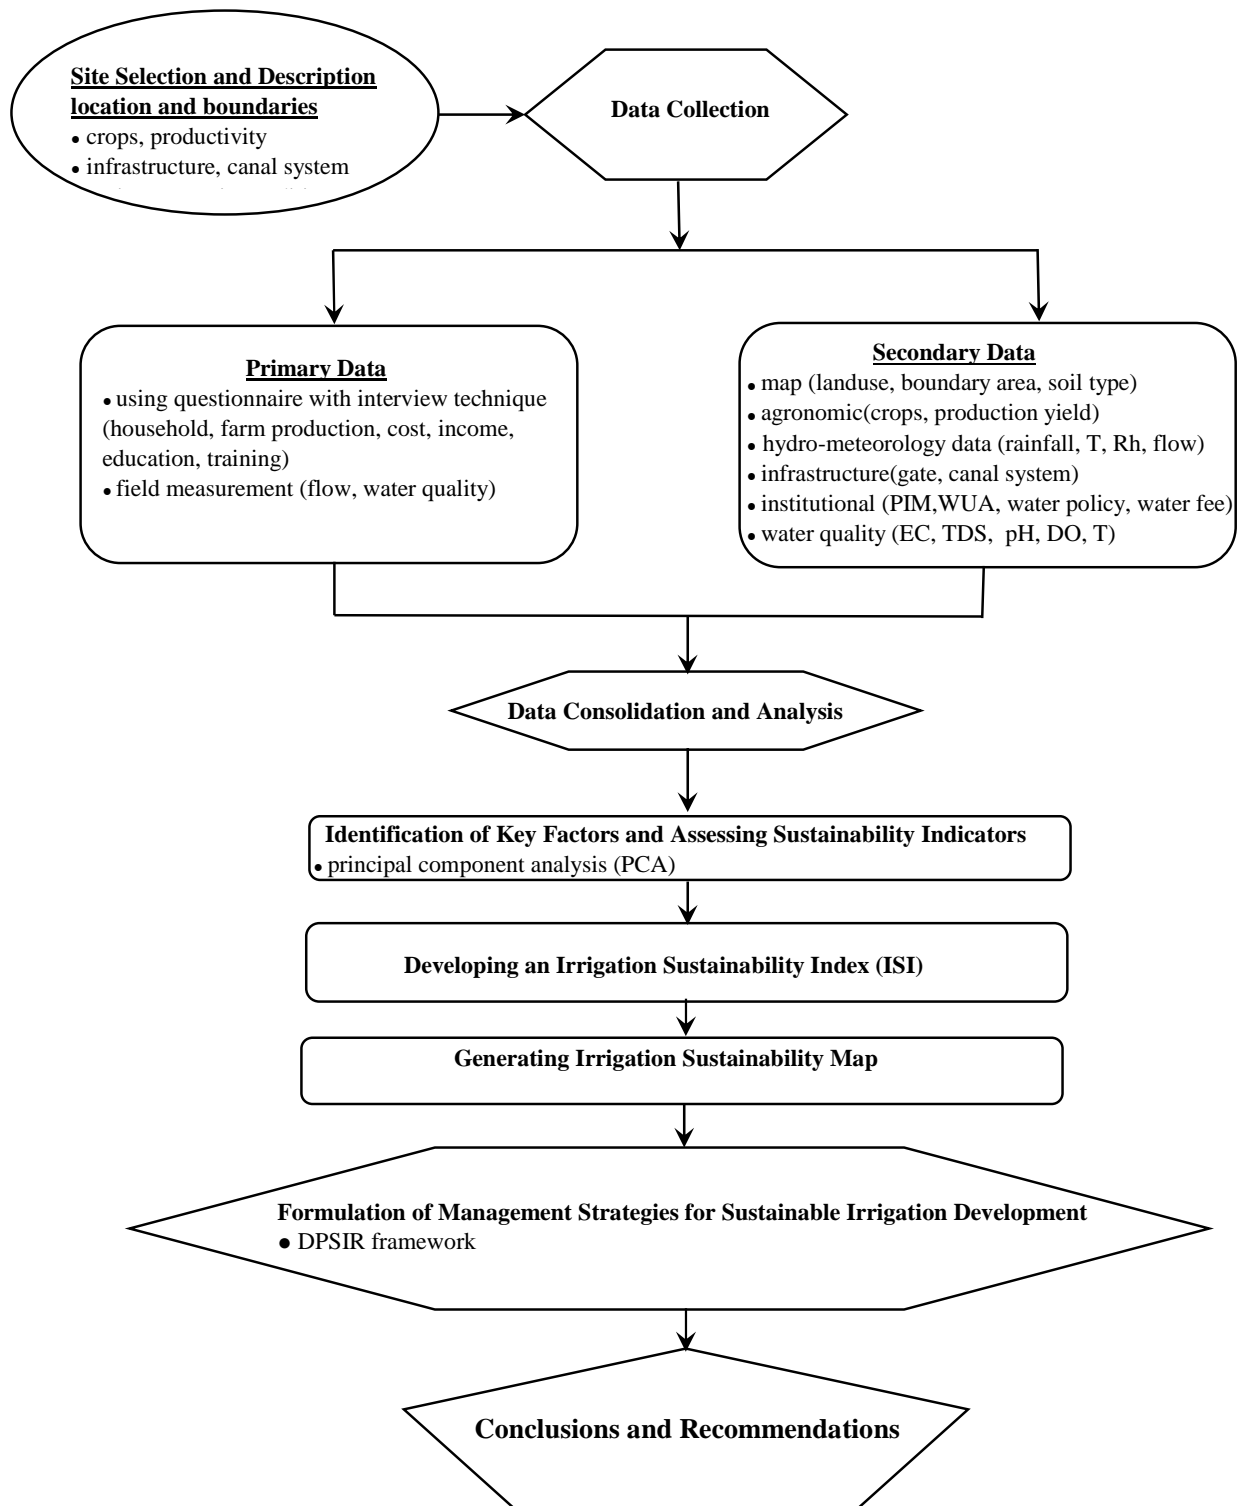 Site Selection and Description
location and boundaries
• crops, productivity
• infrastructure, canal system
Data Collection
Primary Data
• using questionnaire with interview technique
(household, farm production, cost, income,
education, training)
• field measurement (flow, water quality)
Secondary Data
• map (landuse, boundary area, soil type)
• agronomic(crops, production yield)
• hydro-meteorology data (rainfall, T, Rh, flow)
• infrastructure(gate, canal system)
• institutional (PIM,WUA, water policy, water fee)
• water quality (EC, TDS, pH, DO, T)
Data Consolidation and Analysis
Identification of Key Factors and Assessing Sustainability Indicators
• principal component analysis (PCA)
Developing an Irrigation Sustainability Index (ISI)
Generating Irrigation Sustainability Map
Formulation of Management Strategies for Sustainable Irrigation Development
• DPSIR framework
Conclusions and Recommendations